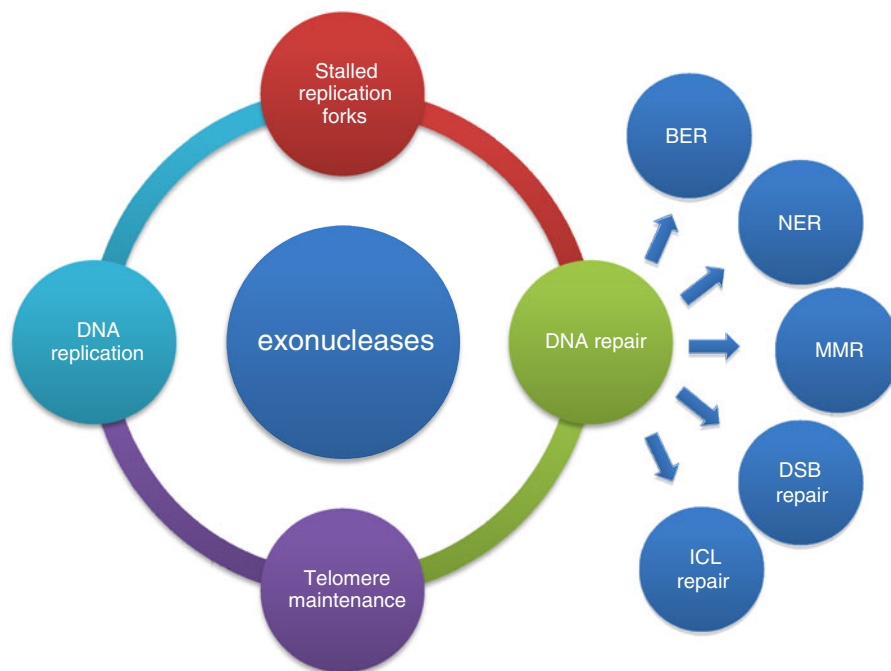 Stalled
replication
forks
BER
NER
DNA
replication
exonucleases
DNA repair
MMR
DSB
repair
ICL
repair
Telomere
maintenance